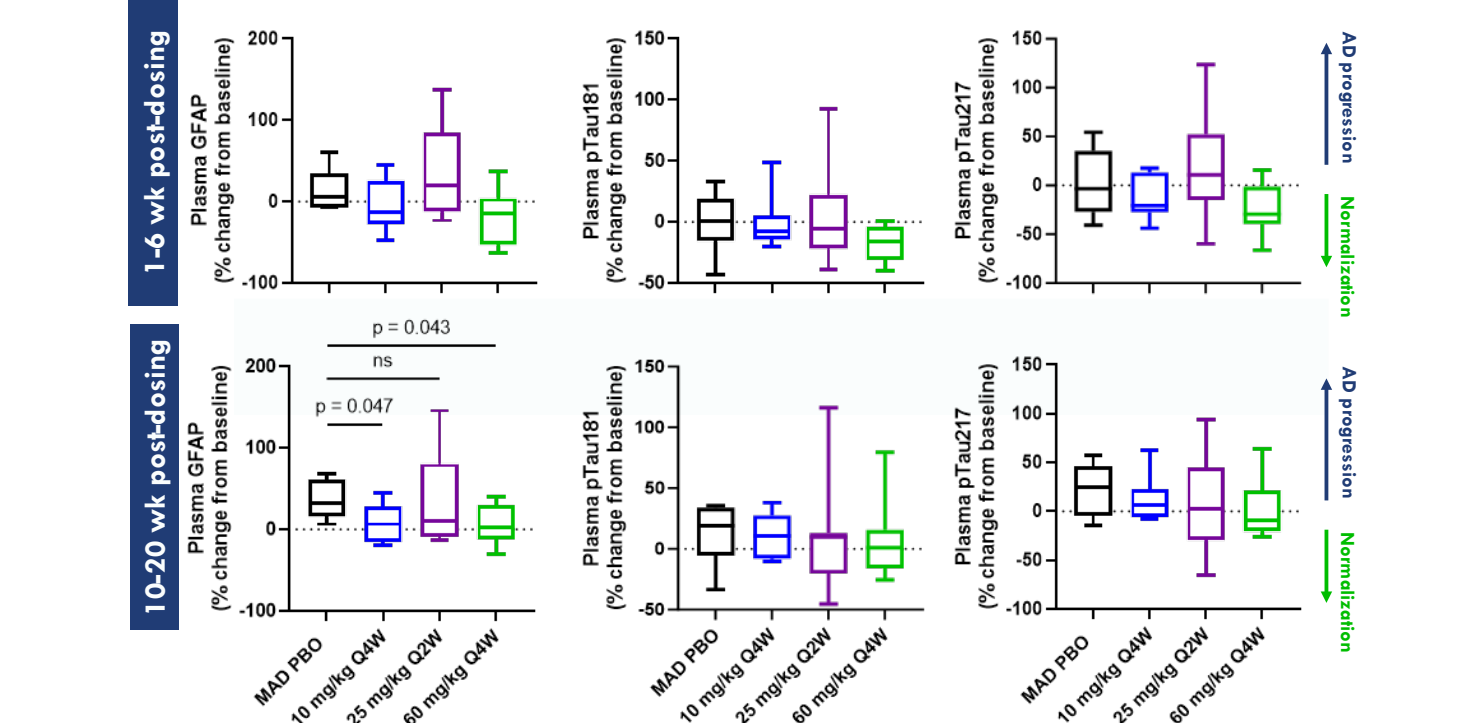 1-6 wk post-dosing
Plasma GFAP
(% change from baseline)
200
100
0
-100
Plasma pTau181
(% change from baseline)
150
100
50
0
-50
Plasma pTau217
(% change from baseline)
150
100
50
0
-50
-100
AD progression
Normalization
10-20 wk post-dosing
Plasma GFAP
(% change from baseline)
200
100
0
-100
p = 0.043
ns
p = 0.047
MAD PBO
10 mg/kg Q4W
25 mg/kg Q2W
60 mg/kg Q4W
Plasma pTau181
(% change from baseline)
150
100
50
0
-50
MAD PBO
10 mg/kg Q4W
25 mg/kg Q2W
60 mg/kg Q4W
Plasma pTau217
(% change from baseline)
150
100
50
0
-50
-100
MAD PBO
10 mg/kg Q4W
25 mg/kg Q2W
60 mg/kg Q4W
AD progression
Normalization